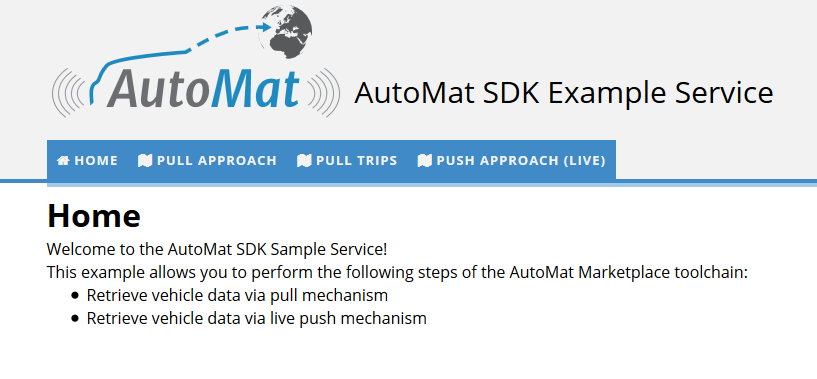 AutoMat
AutoMat SDK Example Service
HOME PULL APPROACH PULL TRIPS PUSH APPROACH (LIVE)
Home
Welcome to the AutoMat SDK Sample Service!
This example allows you to perform the following steps of the AutoMat Marketplace toolchain:
Retrieve vehicle data via pull mechanism
Retrieve vehicle data via live push mechanism